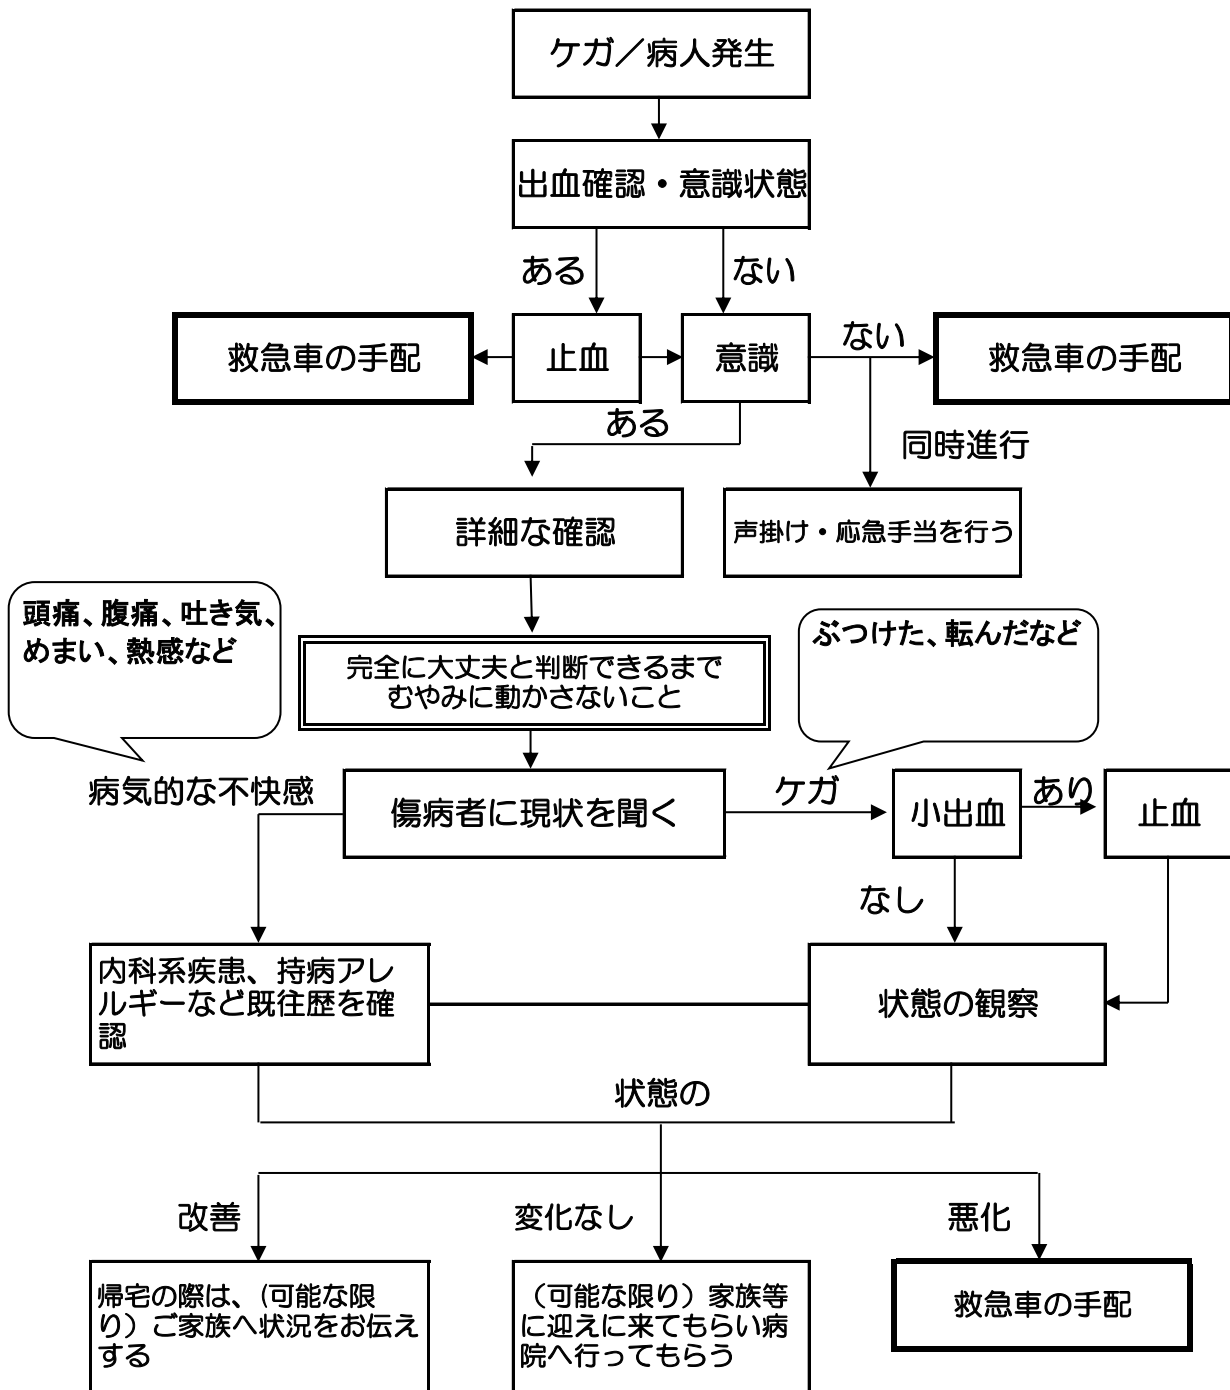 ケガ／病人発生
出血確認・意識状態
ある
ない
救急車の手配
止血
意識
ない
救急車の手配
ある
同時進行
詳細な確認
声掛け・応急手当を行う
頭痛、腹痛、吐き気、
めまい、熱感など
ぶつけた、転んだなど
完全に大丈夫と判断できるまで
むやみに動かさないこと
病気的な不快感
傷病者に現状を聞く
ケガ
小出血
あり
止血
なし
内科系疾患、持病アレ
ルギーなど既往歴を確
認
状態の観察
状態の
改善
変化なし
悪化
帰宅の際は、（可能な限
り）ご家族へ状況をお伝え
する
（可能な限り）家族等
に迎えに来てもらい病
院へ行ってもらう
救急車の手配